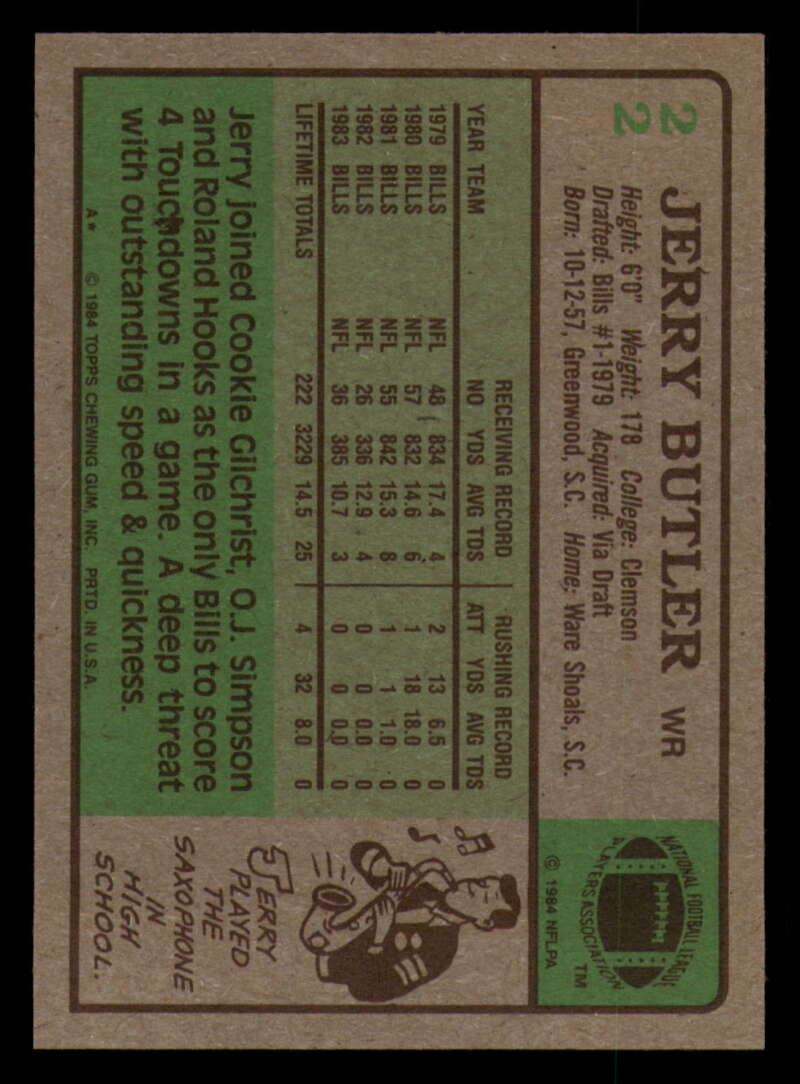 22
JERRY BUTLER WR
Height: 6'0" Weight: 178 College: Clemson
Drafted: Bills #1-1979 Acquired: Via Draft
Born: 10-12-57, Greenwood, S.C. Home: Ware Shoals, S.C.
NATIONAL FOOTBALL LEAGUE
PLAYERS ASSOCIATION
TM
© 1984 NFLPA
RECEIVING RECORD RUSHING RECORD
YEAR TEAM NO YDS AVG TDS ATT YDS AVG TDS
1979 BILLS NFL 48 834 17.4 4 2 13 6.5 0
1980 BILLS NFL 57 832 14.6 6 1 18 18.0 0
1981 BILLS NFL 55 842 15.3 8 1 1 1.0 0
1982 BILLS NFL 26 336 12.9 4 0 0 0.0 0
1983 BILLS NFL 36 385 10.7 3 0 0 0.0 0
LIFETIME TOTALS 222 3229 14.5 25 4 32 8.0 0
Jerry joined Cookie Gilchrist, O.J. Simpson
and Roland Hooks as the only Bills to score
4 Touchdowns in a game. A deep threat
with outstanding speed & quickness.
A* © 1984 TOPPS CHEWING GUM, INC. PRTD. IN U.S.A.
JERRY
PLAYED
THE
SAXOPHONE
IN
HIGH
SCHOOL.